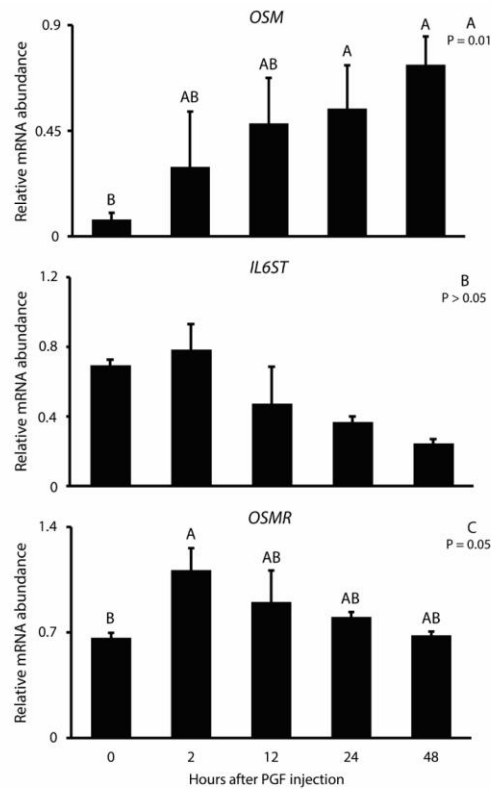 OSM
A
P = 0.01
Relative mRNA abundance
0.9
0.45
0
B
AB
AB
A
A
IL6ST
B
P > 0.05
Relative mRNA abundance
1.2
0.8
0.4
0
OSMR
C
P = 0.05
Relative mRNA abundance
1.4
0.7
0
B
A
AB
AB
AB
0 2 12 24 48
Hours after PGF injection